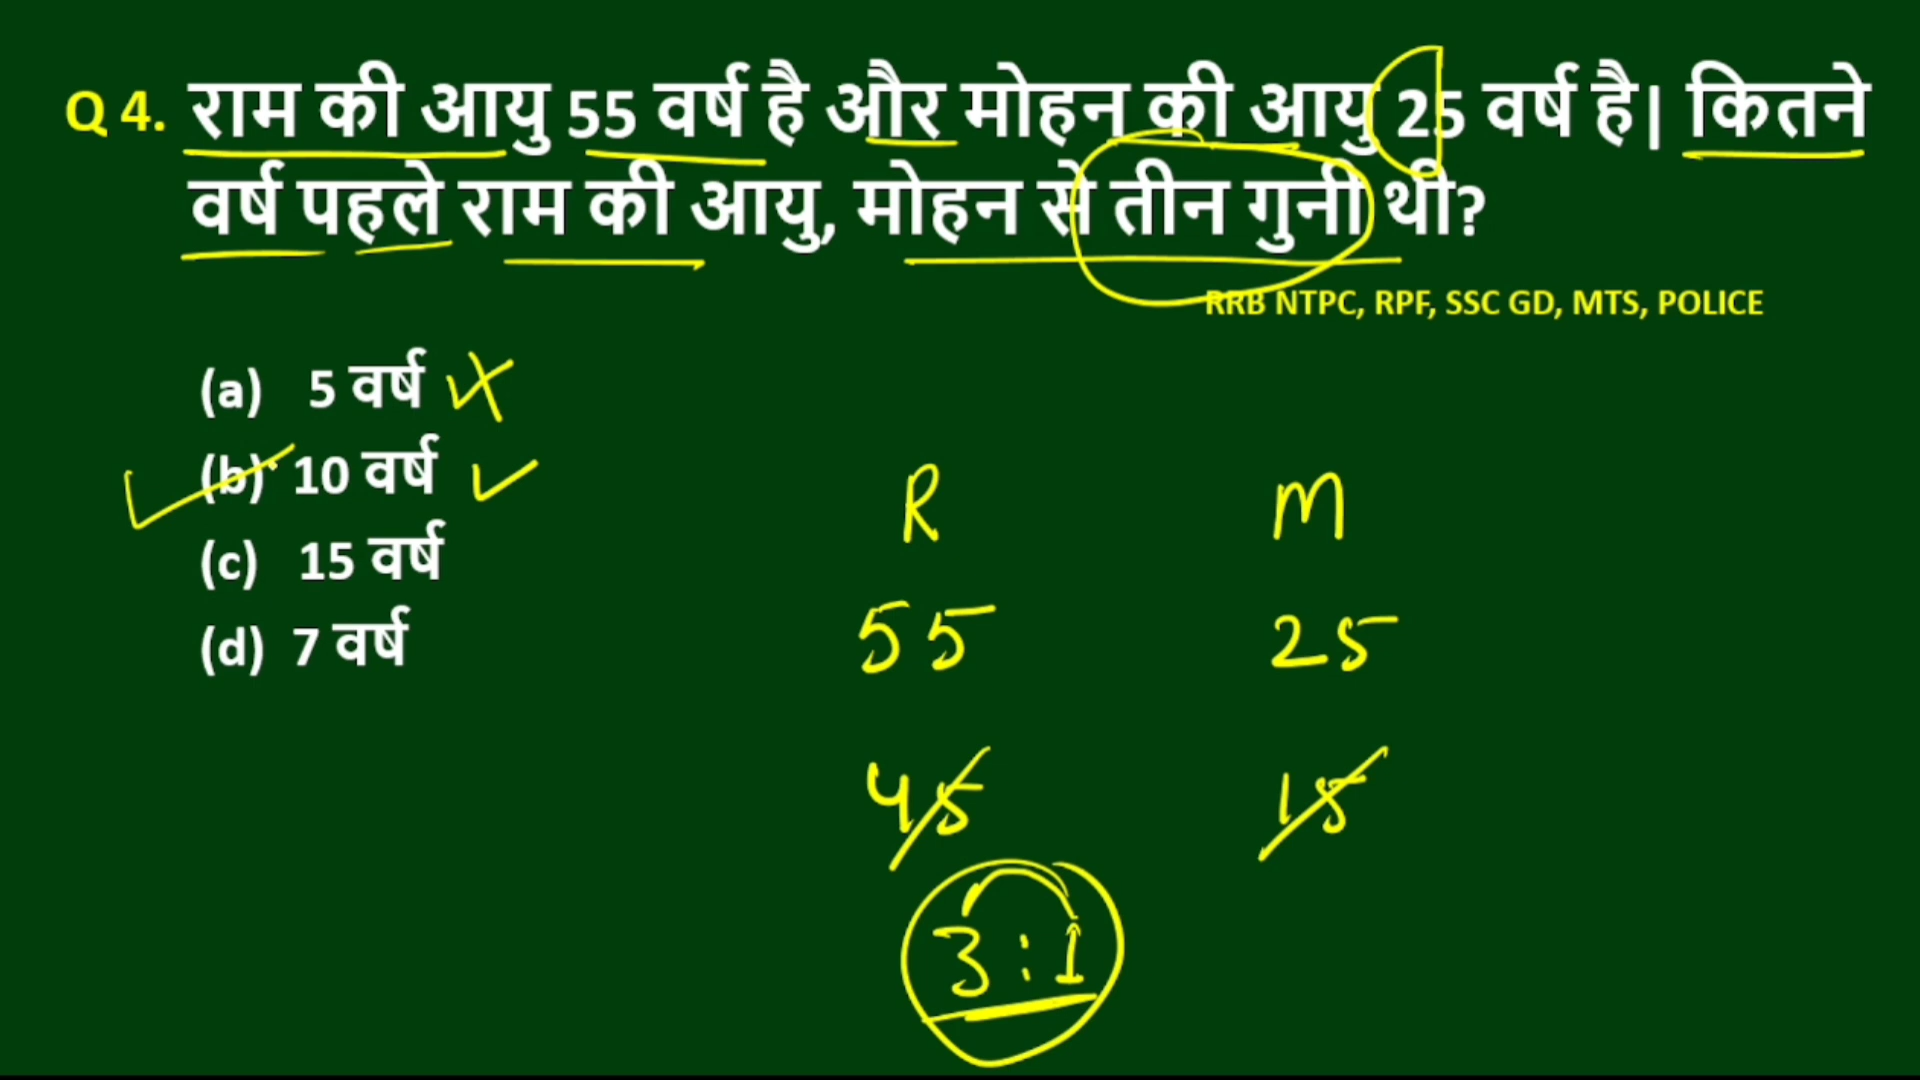 Q 4. राम की आयु 55 वर्ष है और मोहन की आयु 25 वर्ष है| कितने
वर्ष पहले राम की आयु, मोहन से तीन गुनी थी?
RRB NTPC, RPF, SSC GD, MTS, POLICE
(a) 5 वर्ष
(b) 10 वर्ष
(c) 15 वर्ष
(d) 7 वर्ष
R M
55 25
45 15
3 : 1